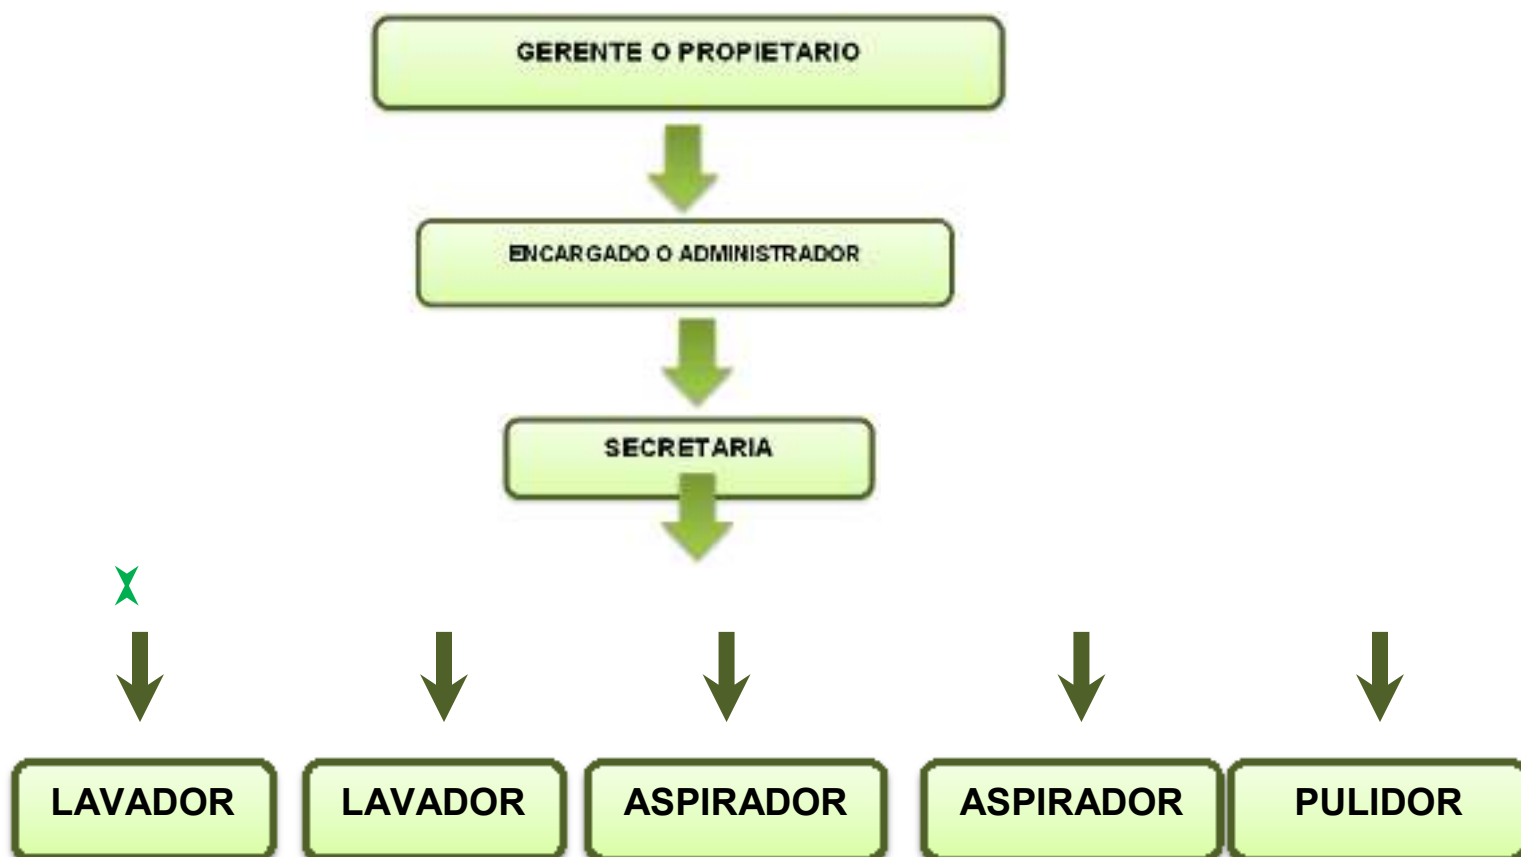 GERENTE O PROPIETARIO
ENCARGADO O ADMINISTRADOR
SECRETARIA
LAVADOR
LAVADOR
ASPIRADOR
ASPIRADOR
PULIDOR